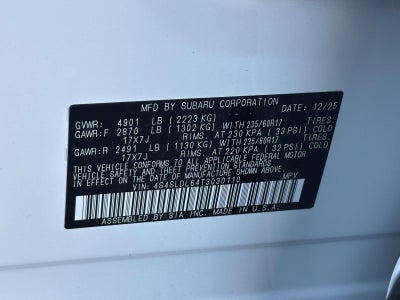 MFD BY SUBARU CORPORATION DATE: 12/25
GVWR: 4901 LB (2223 KG) TIRES.
GAWR:F 2870 LB (1302 KG) WITH 235/60R17
17X7J RIMS. AT 230 KPA (33 PSI) COLD
GAWR:R 2491 LB (1130 KG) WITH 235/60R17 TIRES.
17X7J RIMS. AT 220 KPA (32 PSI) COLD
THIS VEHICLE CONFORMS TO ALL APPLICABLE FEDERAL MOTOR
VEHICLE SAFETY AND THEFT PREVENTION STANDARDS
IN EFFECT ON THE DATE OF MANUFACTURE SHOWN ABOVE.
VIN: 4S4SLDL64T3030110 MPV
ASSEMBLED BY SIA INC. MADE IN U.S.A.